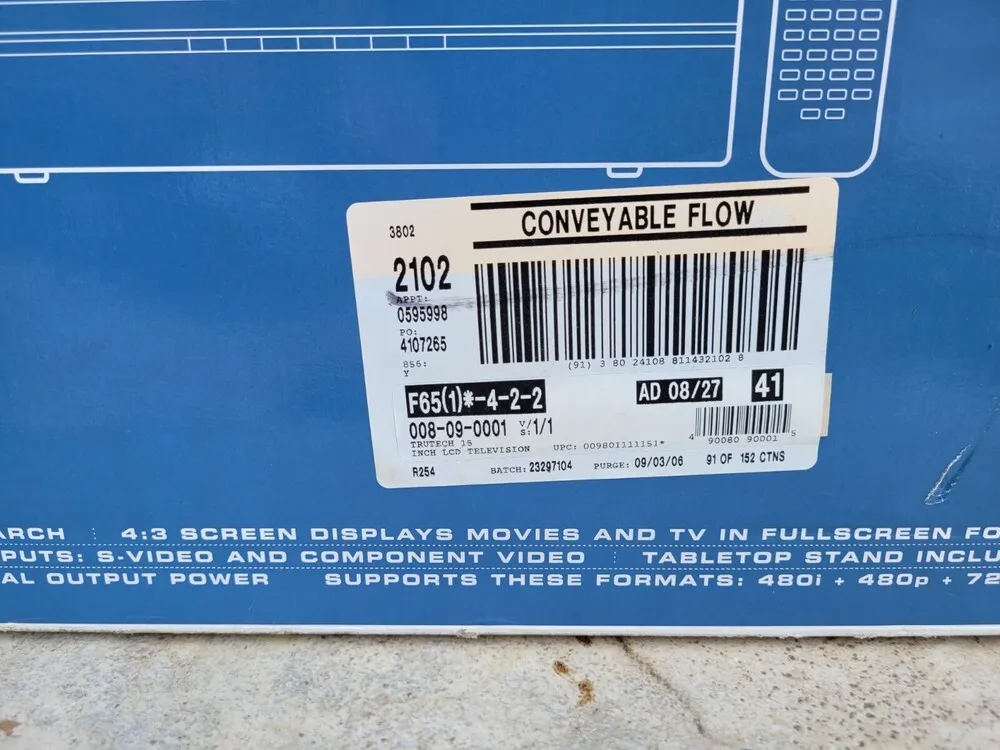 CONVEYABLE FLOW
3802
2102
APPT:
0595998
PO:
4107265
856:
Y
(91) 3 80 24108 811432102 8
F65(1)*-4-2-2
AD 08/27
41
008-09-0001 V/S:1/1
TRUTECH 15
INCH LCD TELEVISION
UPC: 009801111151*
4 90080 90001 5
R254 BATCH: 23297104 PURGE: 09/03/06 91 OF 152 CTNS
ARCH 4:3 SCREEN DISPLAYS MOVIES AND TV IN FULLSCREEN FO
PUTS: S-VIDEO AND COMPONENT VIDEO TABLETOP STAND INCLU
AL OUTPUT POWER SUPPORTS THESE FORMATS: 480i + 480p + 72